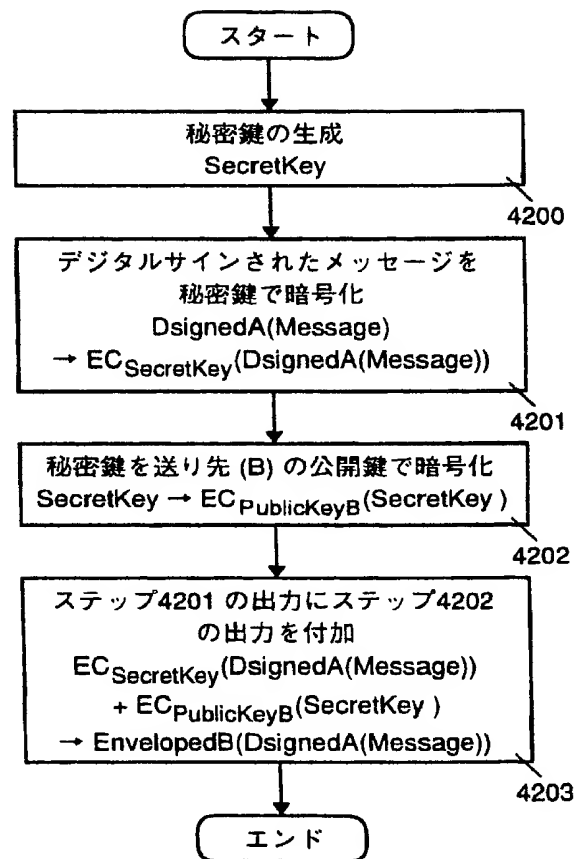 スタート
秘密鍵の生成
SecretKey
4200
デジタルサインされたメッセージを
秘密鍵で暗号化
DsignedA(Message)
→ ECSecretKey(DsignedA(Message))
4201
秘密鍵を送り先 (B) の公開鍵で暗号化
SecretKey → ECPublicKeyB(SecretKey )
4202
ステップ4201 の出力にステップ4202
の出力を付加
ECSecretKey(DsignedA(Message))
+ ECPublicKeyB(SecretKey )
→ EnvelopedB(DsignedA(Message))
4203
エンド